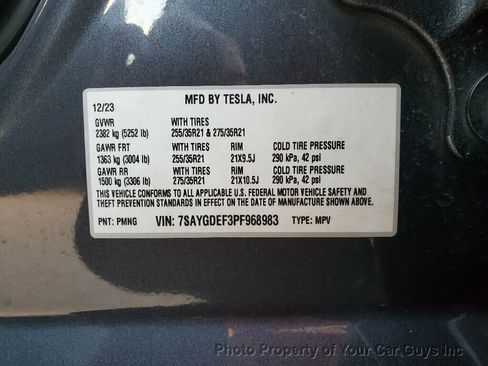 MFD BY TESLA, INC.
12/23
GVWR WITH TIRES
2382 kg (5252 lb) 255/35R21 & 275/35R21
GAWR FRT WITH TIRES RIM COLD TIRE PRESSURE
1363 kg (3004 lb) 255/35R21 21X9.5J 290 kPa, 42 psi
GAWR RR WITH TIRES RIM COLD TIRE PRESSURE
1500 kg (3306 lb) 275/35R21 21X10.5J 290 kPa, 42 psi
THIS VEHICLE CONFORMS TO ALL APPLICABLE U.S. FEDERAL MOTOR VEHICLE SAFETY AND
THEFT PREVENTION STANDARDS IN EFFECT ON THE DATE OF MANUFACTURE SHOWN ABOVE.
PNT: PMNG VIN: 7SAYGDEF3PF968983 TYPE: MPV
Photo Property of Your Car Guys Inc